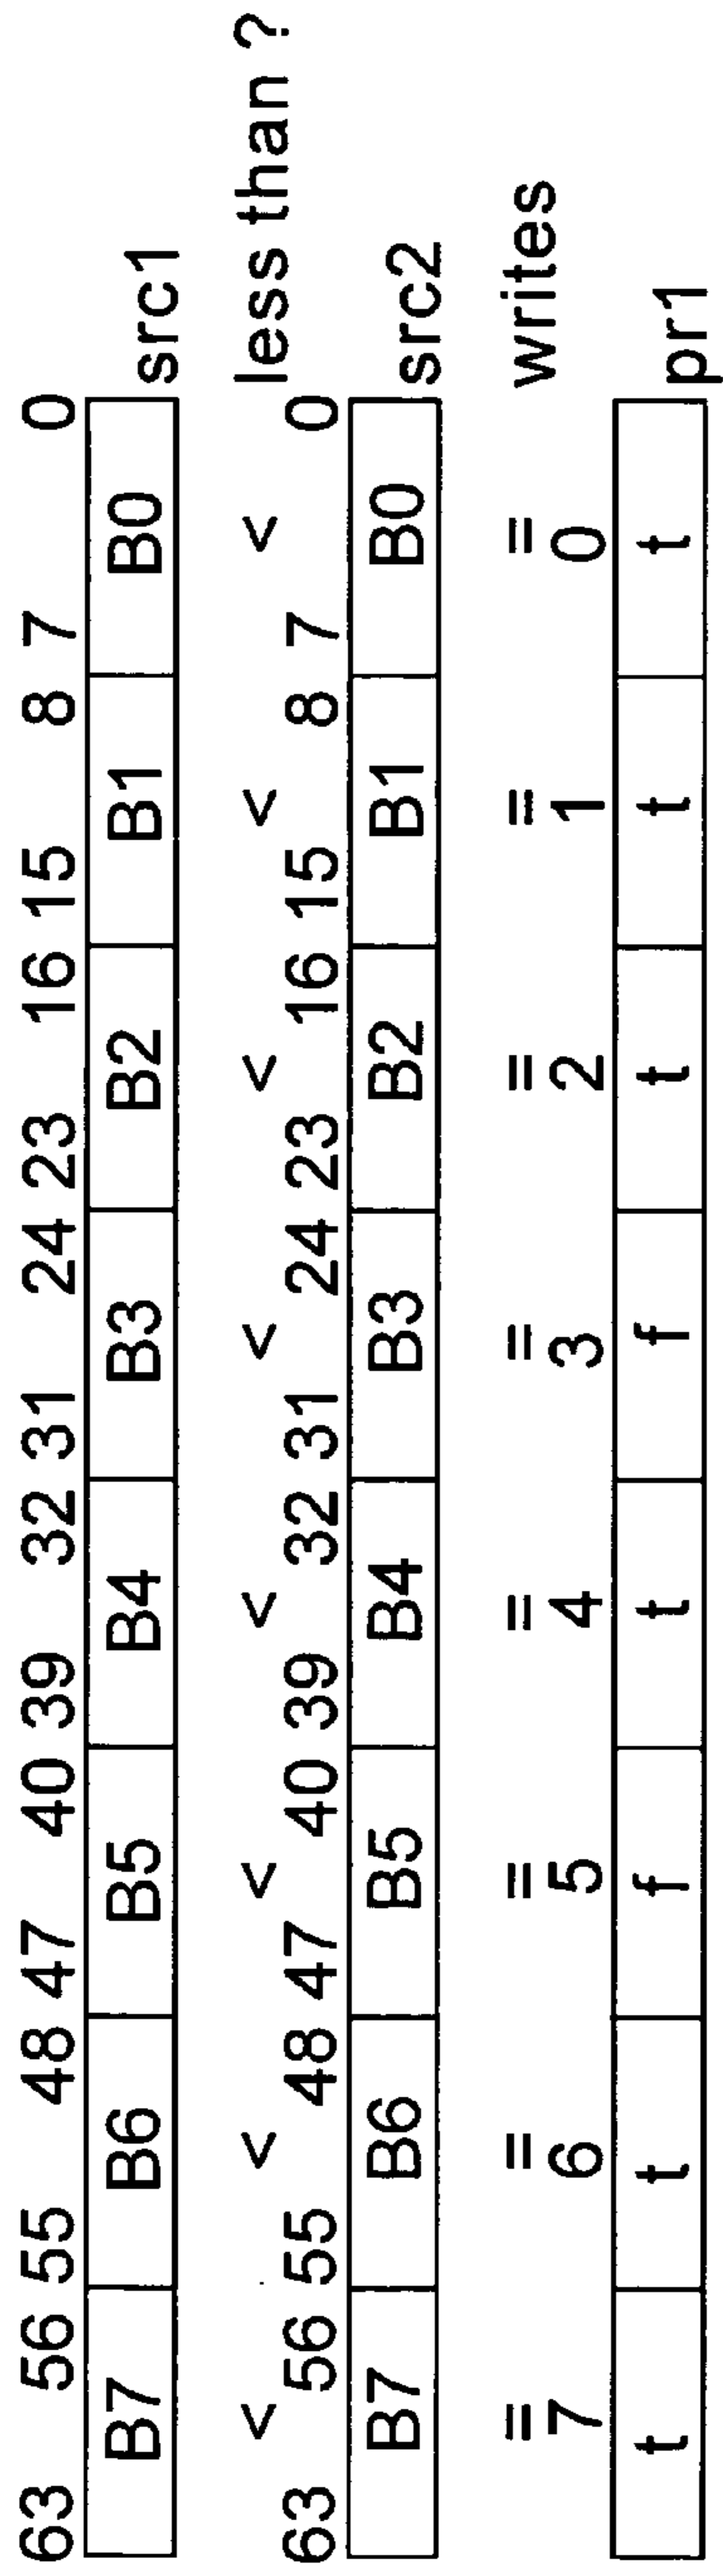 63 56 55 48 47 40 39 32 31 24 23 16 15 8 7 0
B7 B6 B5 B4 B3 B2 B1 B0 src1
< < < < < < < < less than ?
63 56 55 48 47 40 39 32 31 24 23 16 15 8 7 0
B7 B6 B5 B4 B3 B2 B1 B0 src2
= = = = = = = = writes
7 6 5 4 3 2 1 0
t t f t f t t t pr1